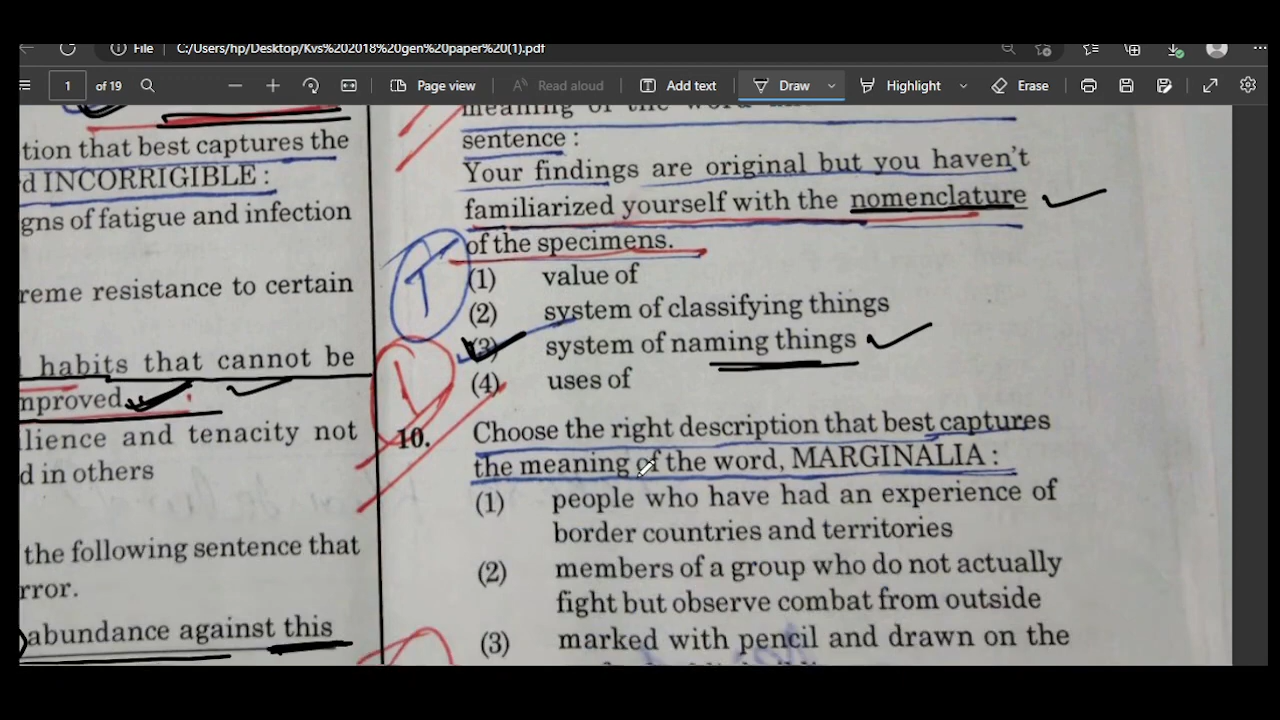 File C:/Users/hp/Desktop/Kvs%202018%20gen%20paper%20(1).pdf
1 of 19 Page view Read aloud Add text Draw Highlight Erase
tion that best captures the
d INCORRIGIBLE :
gns of fatigue and infection
reme resistance to certain
habits that cannot be
mproved.
lience and tenacity not
d in others
the following sentence that
rror.
abundance against this
meaning of the word
sentence :
Your findings are original but you haven't
familiarized yourself with the nomenclature
of the specimens.
(1) value of
(2) system of classifying things
(3) system of naming things
(4) uses of
10. Choose the right description that best captures
the meaning of the word, MARGINALIA :
(1) people who have had an experience of
border countries and territories
(2) members of a group who do not actually
fight but observe combat from outside
(3) marked with pencil and drawn on the